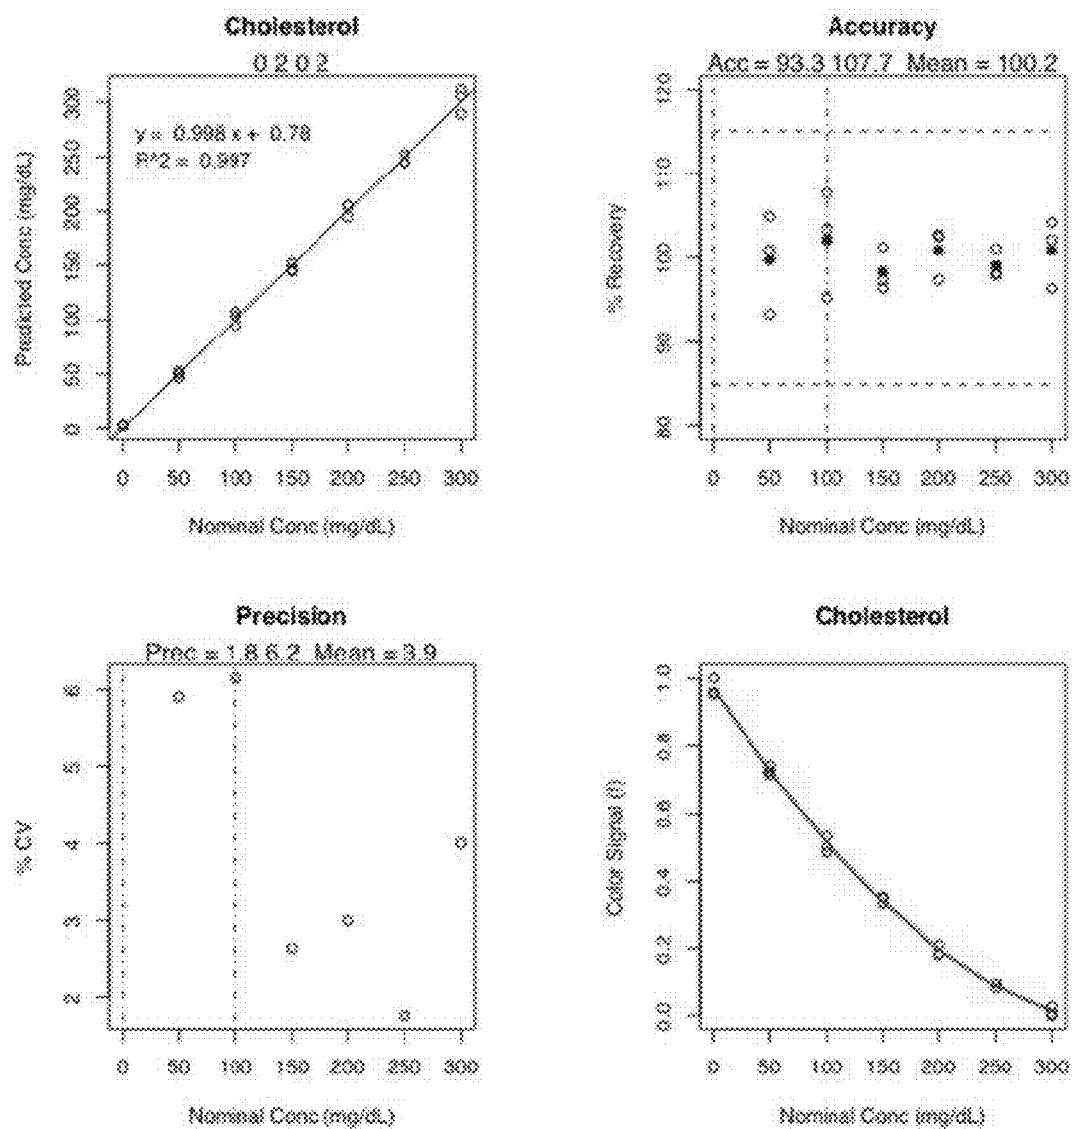 Cholesterol
0 2 0 2
y = 0.998 x + 0.78
R^2 = 0.997
Predicted Conc (mg/dL)
0 50 100 150 200 250 300
0 50 100 150 200 250 300
Nominal Conc (mg/dL)
Accuracy
Acc = 93.3 107.7 Mean = 100.2
% Recovery
80 90 100 110 120
0 50 100 150 200 250 300
Nominal Conc (mg/dL)
Precision
Prec = 1.8 6.2 Mean = 3.9
% CV
2 3 4 5 6
0 50 100 150 200 250 300
Nominal Conc (mg/dL)
Cholesterol
Color Signal (f)
0.0 0.2 0.4 0.6 0.8 1.0
0 50 100 150 200 250 300
Nominal Conc (mg/dL)